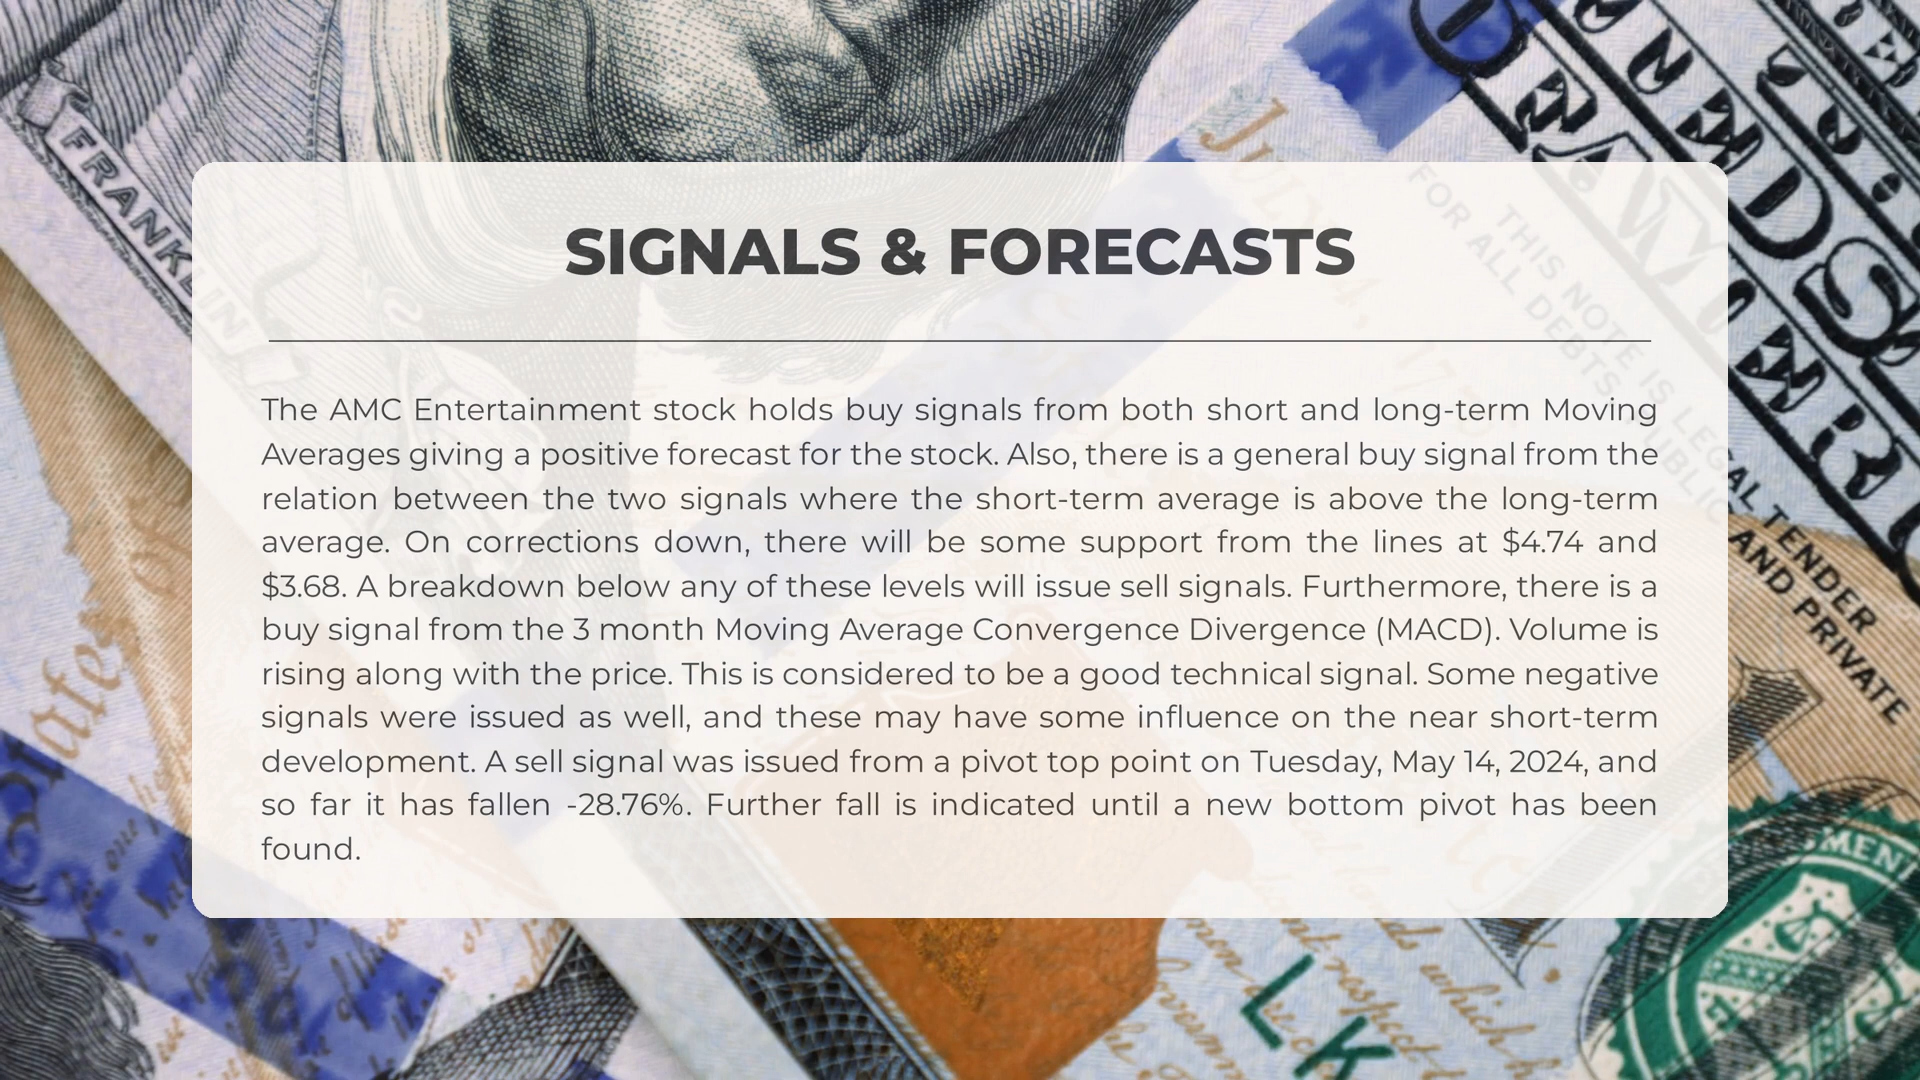 FRANKLIN
JULY 4, 1776
THIS NOTE IS LEGAL TENDER
FOR ALL DEBTS PUBLIC AND PRIVATE
SIGNALS & FORECASTS
The AMC Entertainment stock holds buy signals from both short and long-term Moving
Averages giving a positive forecast for the stock. Also, there is a general buy signal from the
relation between the two signals where the short-term average is above the long-term
average. On corrections down, there will be some support from the lines at $4.74 and
$3.68. A breakdown below any of these levels will issue sell signals. Furthermore, there is a
buy signal from the 3 month Moving Average Convergence Divergence (MACD). Volume is
rising along with the price. This is considered to be a good technical signal. Some negative
signals were issued as well, and these may have some influence on the near short-term
development. A sell signal was issued from a pivot top point on Tuesday, May 14, 2024, and
so far it has fallen -28.76%. Further fall is indicated until a new bottom pivot has been
found.
L K